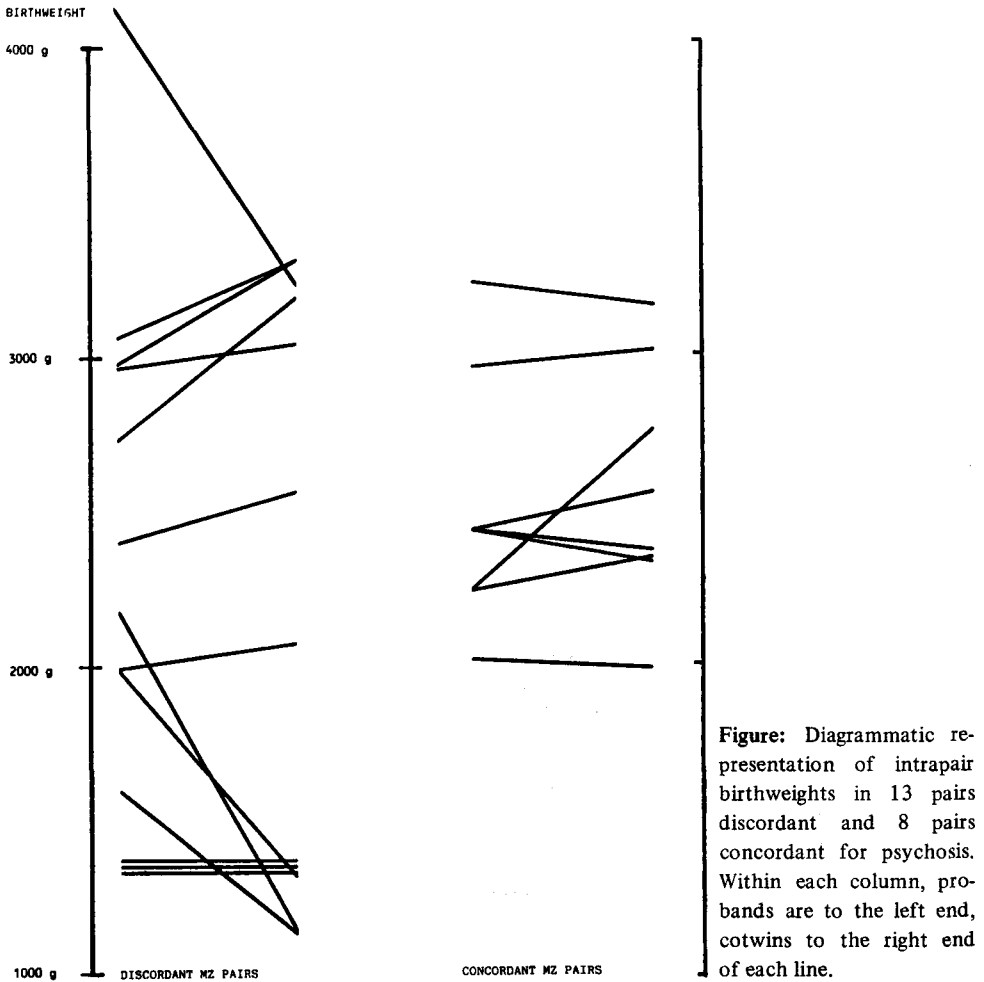 BIRTHWEIGHT
4000 g
3000 g
2000 g
1000 g
DISCORDANT MZ PAIRS
CONCORDANT MZ PAIRS
Figure: Diagrammatic re-
presentation of intrapair
birthweights in 13 pairs
discordant and 8 pairs
concordant for psychosis.
Within each column, pro-
bands are to the left end,
cotwins to the right end
of each line.